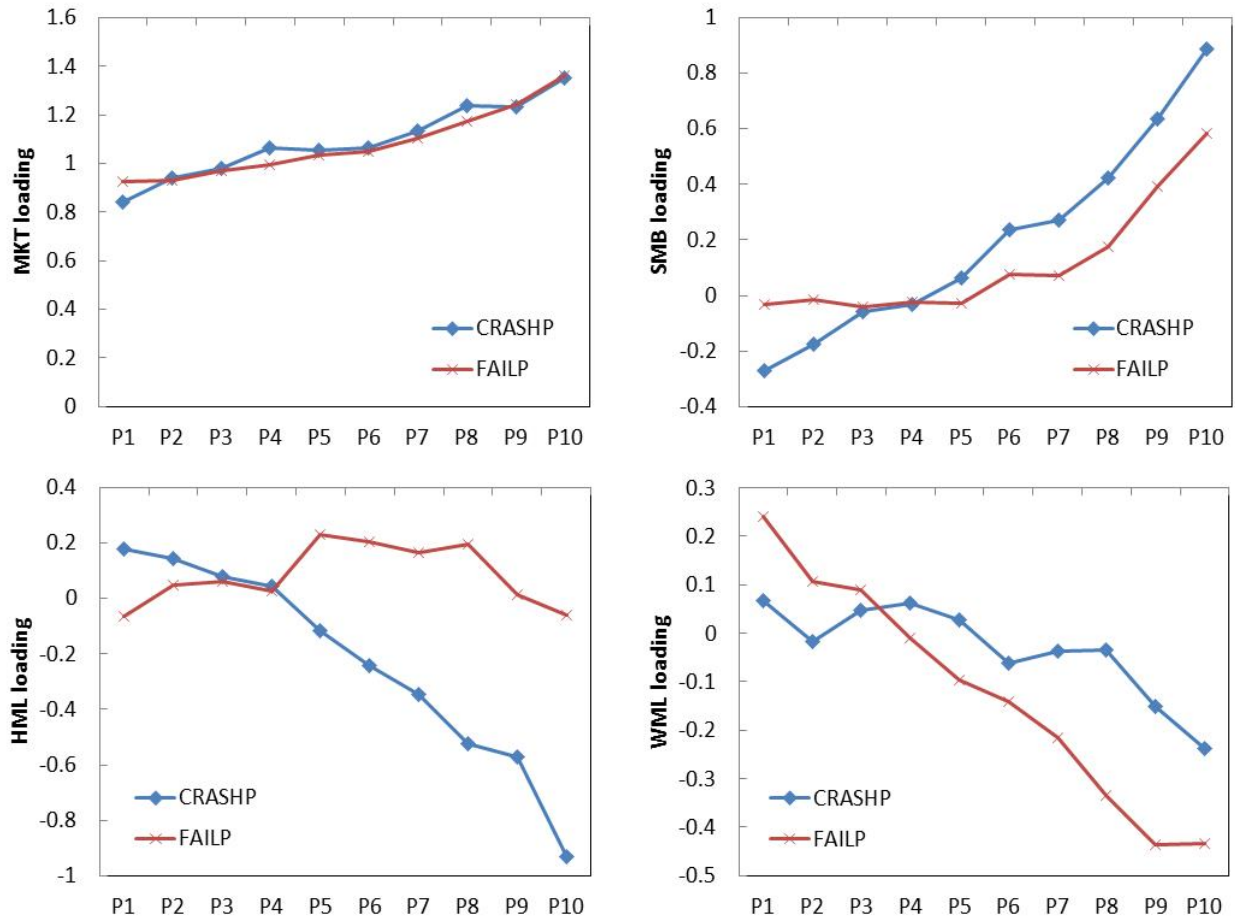 MKT loading
1.6
1.4
1.2
1
0.8
0.6
0.4
0.2
0
CRASHP
FAILP
P1 P2 P3 P4 P5 P6 P7 P8 P9 P10
SMB loading
1
0.8
0.6
0.4
0.2
0
-0.2
-0.4
CRASHP
FAILP
P1 P2 P3 P4 P5 P6 P7 P8 P9 P10
HML loading
0.4
0.2
0
-0.2
-0.4
-0.6
-0.8
-1
CRASHP
FAILP
P1 P2 P3 P4 P5 P6 P7 P8 P9 P10
WML loading
0.3
0.2
0.1
0
-0.1
-0.2
-0.3
-0.4
-0.5
CRASHP
FAILP
P1 P2 P3 P4 P5 P6 P7 P8 P9 P10